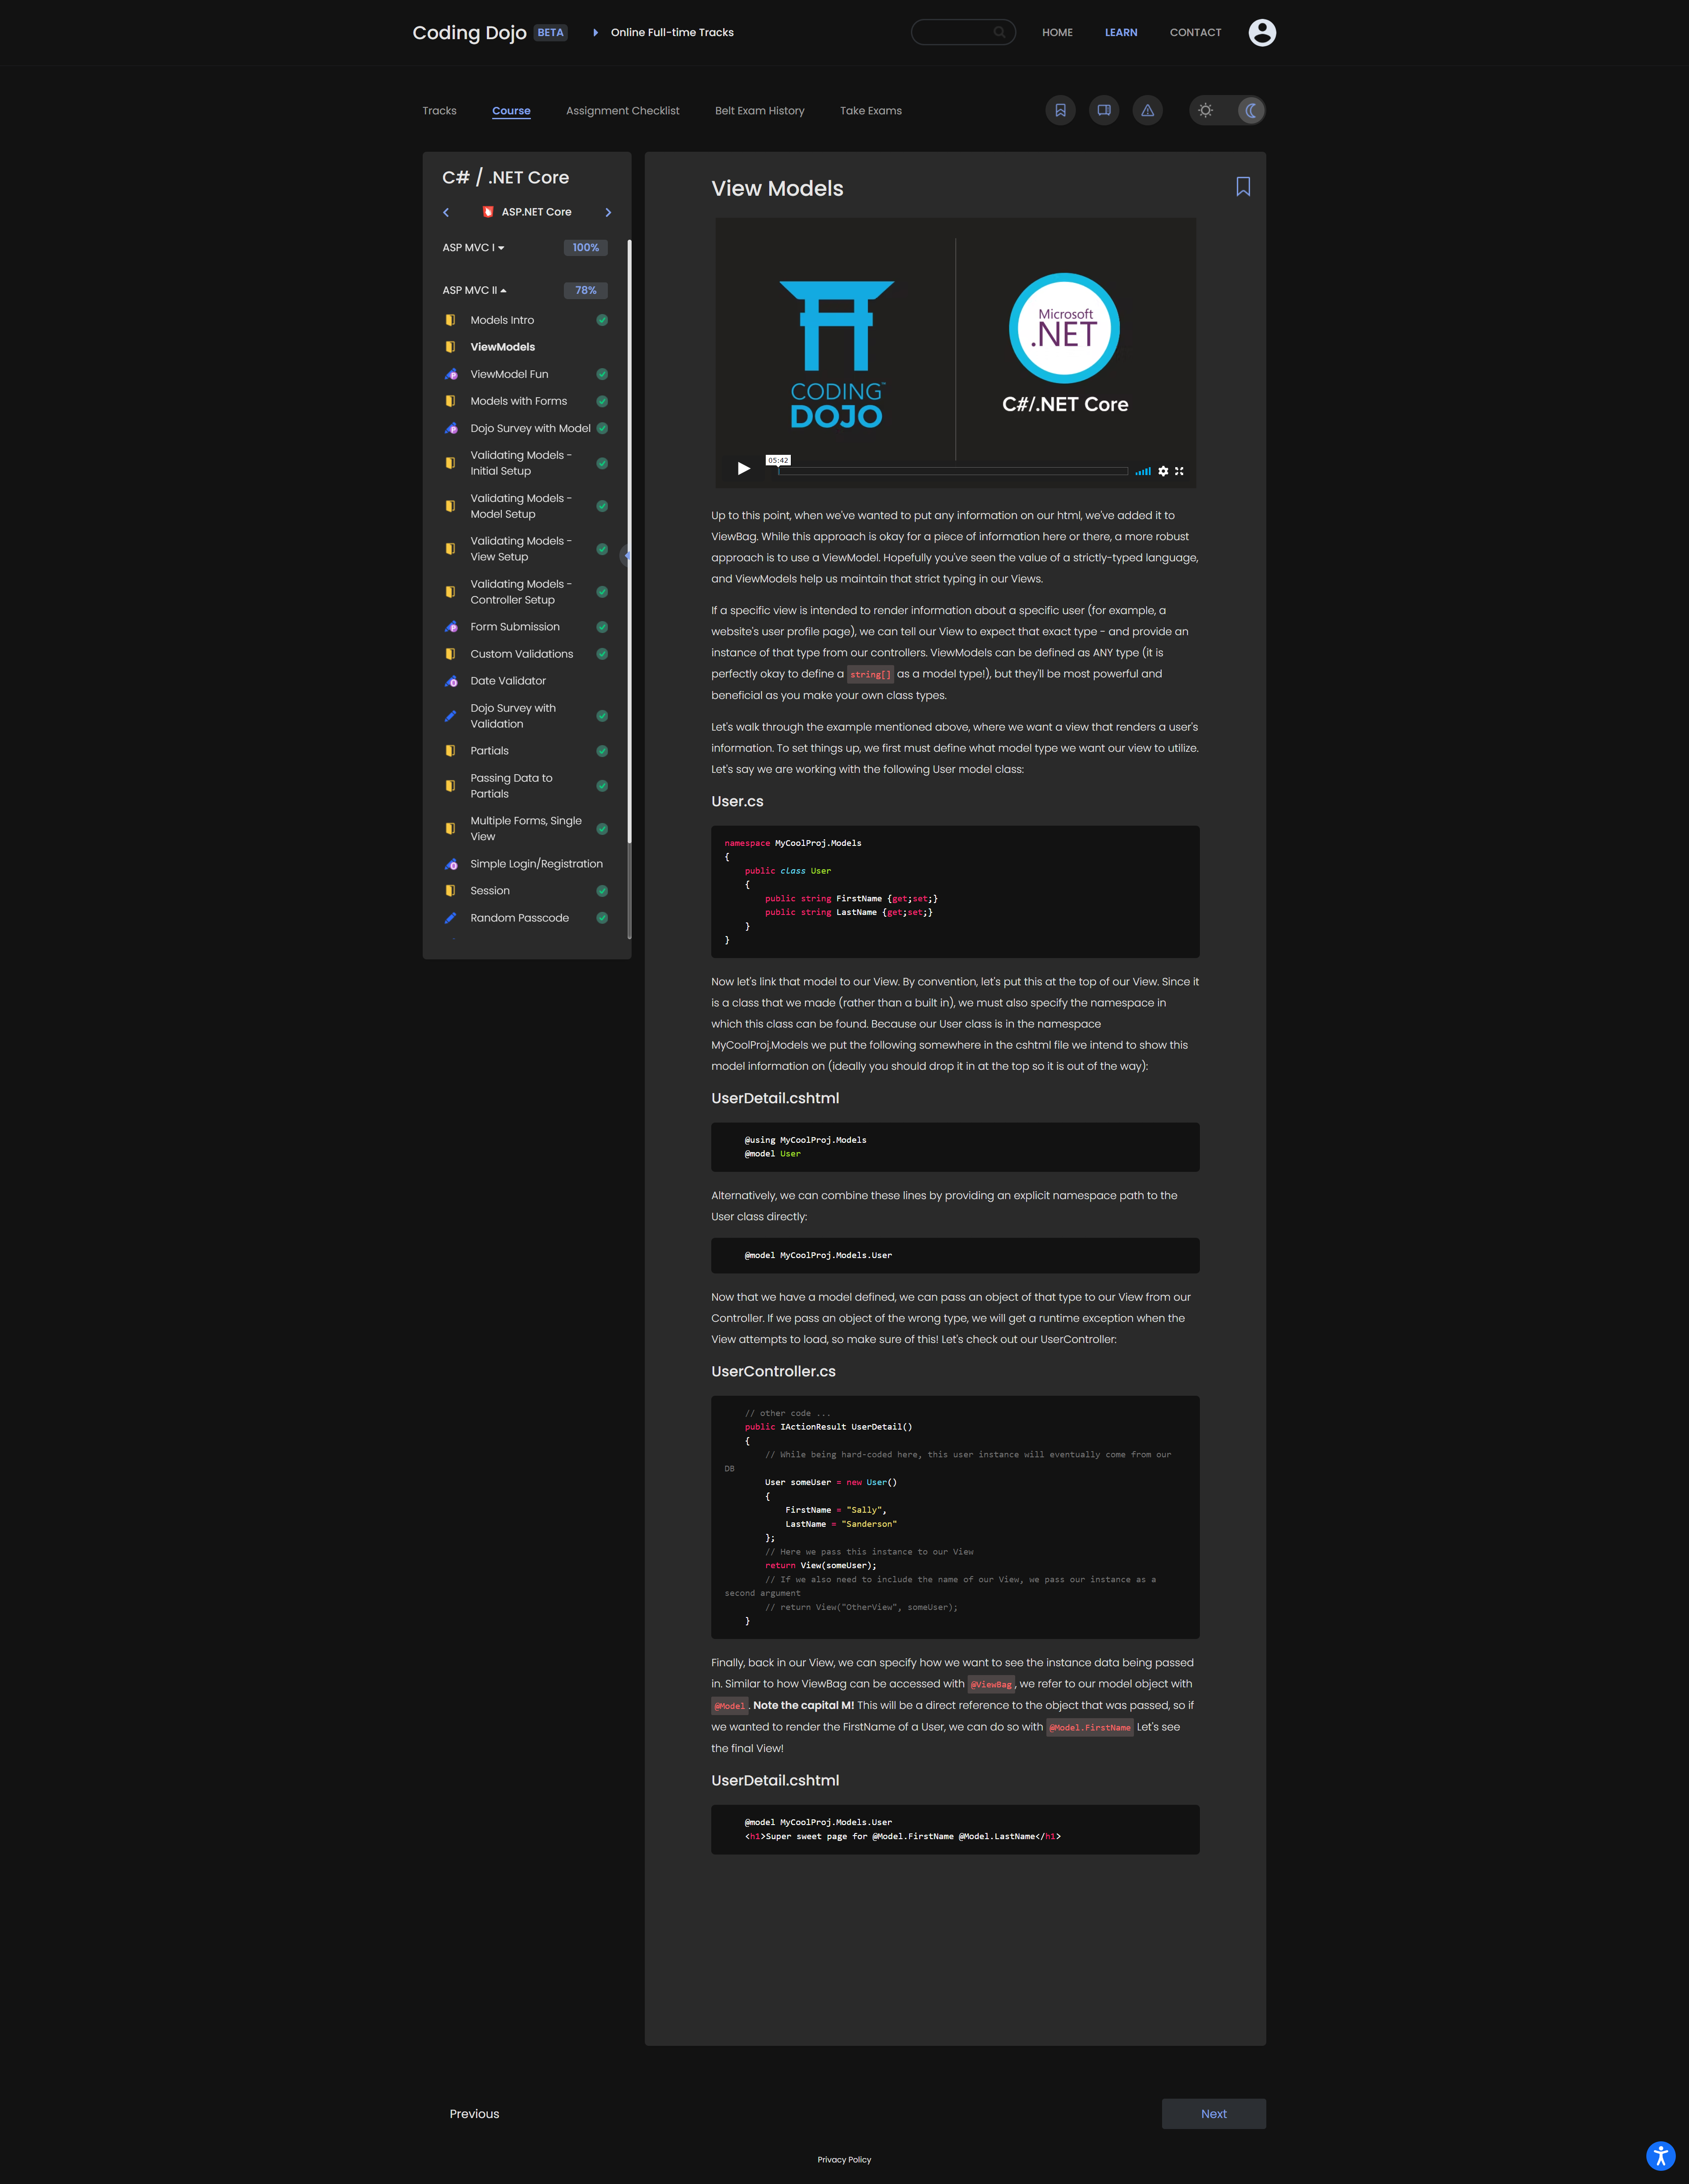 Coding Dojo BETA Online Full-time Tracks HOME LEARN CONTACT
Tracks Course Assignment Checklist Belt Exam History Take Exams
C# / .NET Core
ASP.NET Core
ASP MVC I 100%
ASP MVC II 78%
Models Intro
ViewModels
ViewModel Fun
Models with Forms
Dojo Survey with Model
Validating Models -
Initial Setup
Validating Models -
Model Setup
Validating Models -
View Setup
Validating Models -
Controller Setup
Form Submission
Custom Validations
Date Validator
Dojo Survey with
Validation
Partials
Passing Data to
Partials
Multiple Forms, Single
View
Simple Login/Registration
Session
Random Passcode
View Models
CODING
DOJO
Microsoft
.NET
C#/.NET Core
05:42
Up to this point, when we've wanted to put any information on our html, we've added it to
ViewBag. While this approach is okay for a piece of information here or there, a more robust
approach is to use a ViewModel. Hopefully you've seen the value of a strictly-typed language,
and ViewModels help us maintain that strict typing in our Views.
If a specific view is intended to render information about a specific user (for example, a
website's user profile page), we can tell our View to expect that exact type - and provide an
instance of that type from our controllers. ViewModels can be defined as ANY type (it is
perfectly okay to define a string[] as a model type!), but they'll be most powerful and
beneficial as you make your own class types.
Let's walk through the example mentioned above, where we want a view that renders a user's
information. To set things up, we first must define what model type we want our view to utilize.
Let's say we are working with the following User model class:
User.cs
namespace MyCoolProj.Models
{
public class User
{
public string FirstName {get;set;}
public string LastName {get;set;}
}
}
Now let's link that model to our View. By convention, let's put this at the top of our View. Since it
is a class that we made (rather than a built in), we must also specify the namespace in
which this class can be found. Because our User class is in the namespace
MyCoolProj.Models we put the following somewhere in the cshtml file we intend to show this
model information on (ideally you should drop it in at the top so it is out of the way):
UserDetail.cshtml
@using MyCoolProj.Models
@model User
Alternatively, we can combine these lines by providing an explicit namespace path to the
User class directly:
@model MyCoolProj.Models.User
Now that we have a model defined, we can pass an object of that type to our View from our
Controller. If we pass an object of the wrong type, we will get a runtime exception when the
View attempts to load, so make sure of this! Let's check out our UserController:
UserController.cs
// other code ...
public IActionResult UserDetail()
{
// While being hard-coded here, this user instance will eventually come from our
DB
User someUser = new User()
{
FirstName = "Sally",
LastName = "Sanderson"
};
// Here we pass this instance to our View
return View(someUser);
// If we also need to include the name of our View, we pass our instance as a
second argument
// return View("OtherView", someUser);
}
Finally, back in our View, we can specify how we want to see the instance data being passed
in. Similar to how ViewBag can be accessed with @ViewBag, we refer to our model object with
@Model. Note the capital M! This will be a direct reference to the object that was passed, so if
we wanted to render the FirstName of a User, we can do so with @Model.FirstName Let's see
the final View!
UserDetail.cshtml
@model MyCoolProj.Models.User
<h1>Super sweet page for @Model.FirstName @Model.LastName</h1>
Previous Next
Privacy Policy